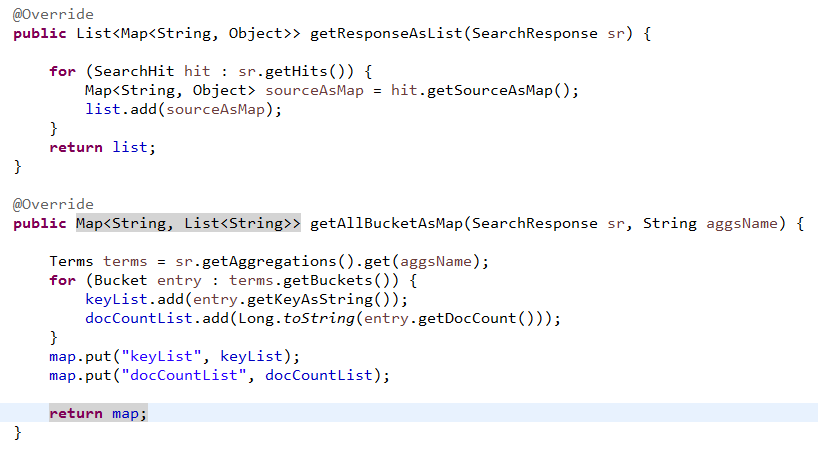 @Override
public List<Map<String, Object>> getResponseAsList(SearchResponse sr) {
for (SearchHit hit : sr.getHits()) {
Map<String, Object> sourceAsMap = hit.getSourceAsMap();
list.add(sourceAsMap);
}
return list;
}
@Override
public Map<String, List<String>> getAllBucketAsMap(SearchResponse sr, String aggsName) {
Terms terms = sr.getAggregations().get(aggsName);
for (Bucket entry : terms.getBuckets()) {
keyList.add(entry.getKeyAsString());
docCountList.add(Long.toString(entry.getDocCount()));
}
map.put("keyList", keyList);
map.put("docCountList", docCountList);
return map;
}